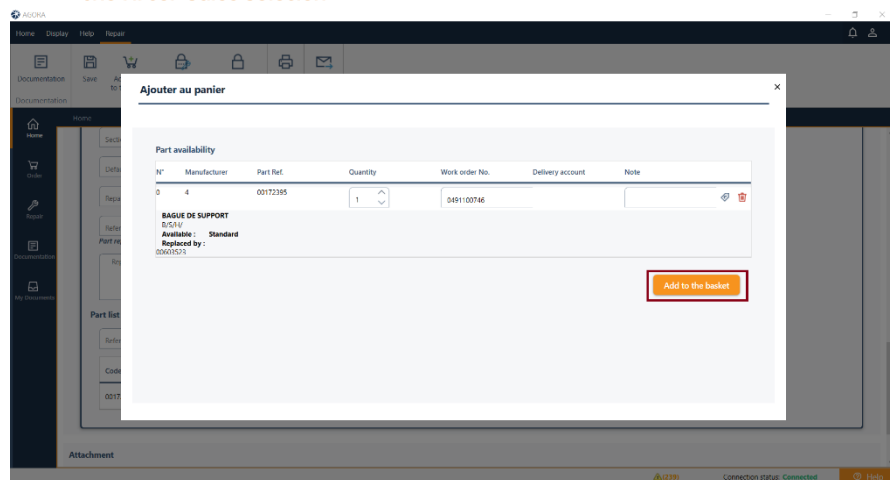 AGORA
Home Display Help Repair
Documentation Save
Documentation
Home
Home
Order
Repair
Documentation
My Documents
Ajouter au panier
×
Part availability
N° Manufacturer Part Ref. Quantity Work order No. Delivery account Note
0 4 00172395 1 0491100746
BAGUE DE SUPPORT
B/S/H/
Available : Standard
Replaced by :
00603523
Add to the basket
Part list
Code
Attachment
Connection status: Connected
Help